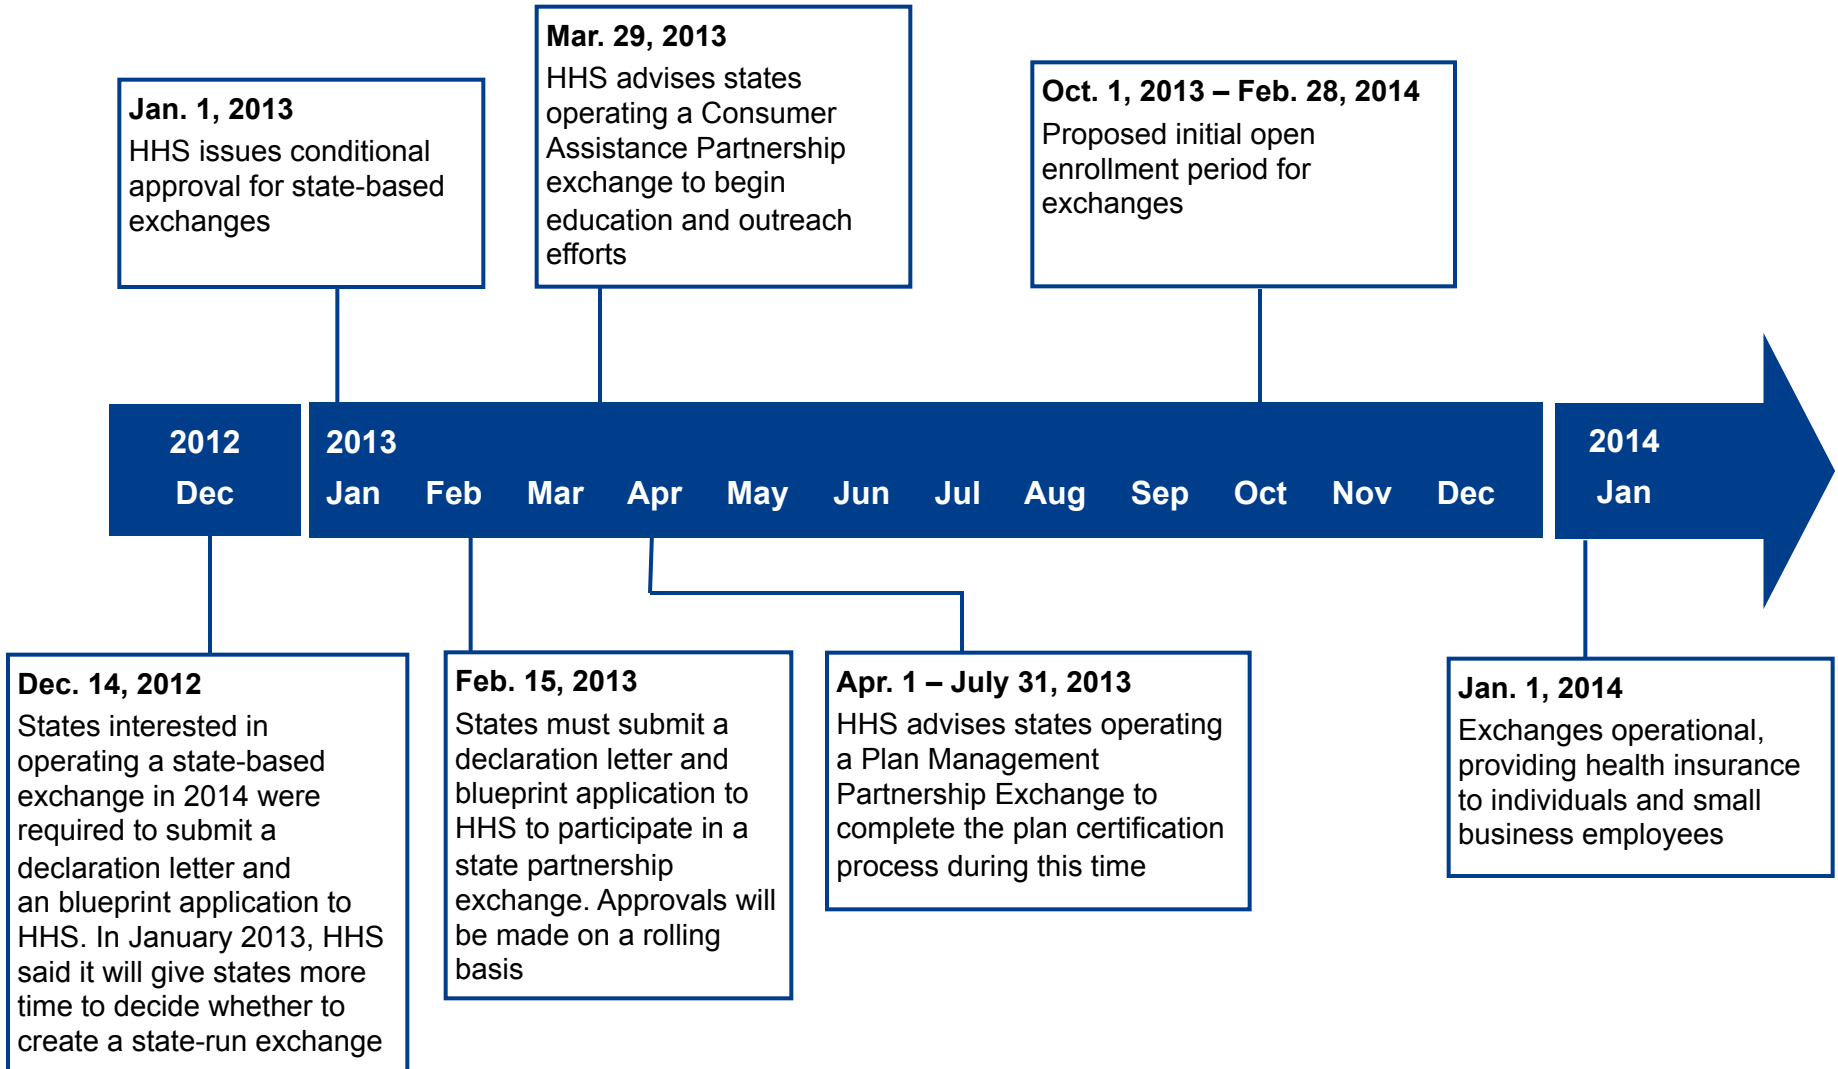 Jan. 1, 2013
HHS issues conditional
approval for state-based
exchanges
Mar. 29, 2013
HHS advises states
operating a Consumer
Assistance Partnership
exchange to begin
education and outreach
efforts
Oct. 1, 2013 – Feb. 28, 2014
Proposed initial open
enrollment period for
exchanges
2012
Dec
2013
Jan Feb Mar Apr May Jun Jul Aug Sep Oct Nov Dec
2014
Jan
Dec. 14, 2012
States interested in
operating a state-based
exchange in 2014 were
required to submit a
declaration letter and
an blueprint application to
HHS. In January 2013, HHS
said it will give states more
time to decide whether to
create a state-run exchange
Feb. 15, 2013
States must submit a
declaration letter and
blueprint application to
HHS to participate in a
state partnership
exchange. Approvals will
be made on a rolling
basis
Apr. 1 – July 31, 2013
HHS advises states operating
a Plan Management
Partnership Exchange to
complete the plan certification
process during this time
Jan. 1, 2014
Exchanges operational,
providing health insurance
to individuals and small
business employees